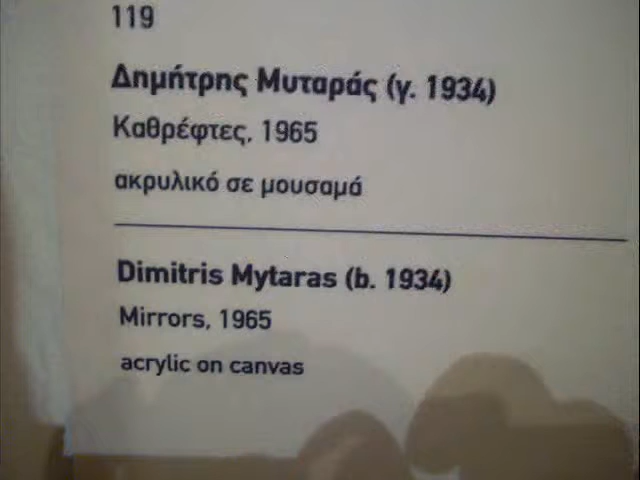 119
Δημήτρης Μυταράς (γ. 1934)
Καθρέφτες, 1965
ακρυλικό σε μουσαμά
Dimitris Mytaras (b. 1934)
Mirrors, 1965
acrylic on canvas